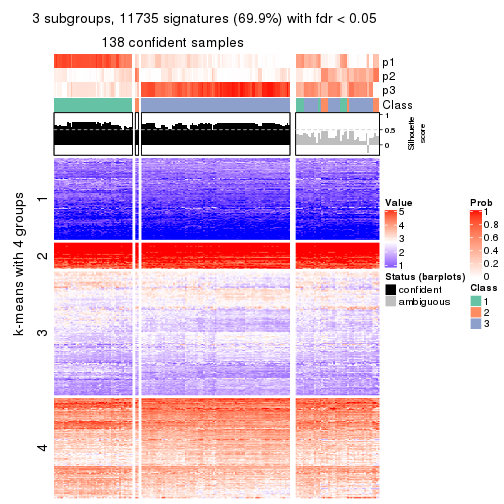 3 subgroups, 11735 signatures (69.9%) with fdr < 0.05
138 confident samples
p1
p2
p3
Class
1
0.5
0
Silhouette
score
k-means with 4 groups
1
2
3
4
Value
5
4
3
2
1
Status (barplots)
confident
ambiguous
Prob
1
0.8
0.6
0.4
0.2
0
Class
1
2
3